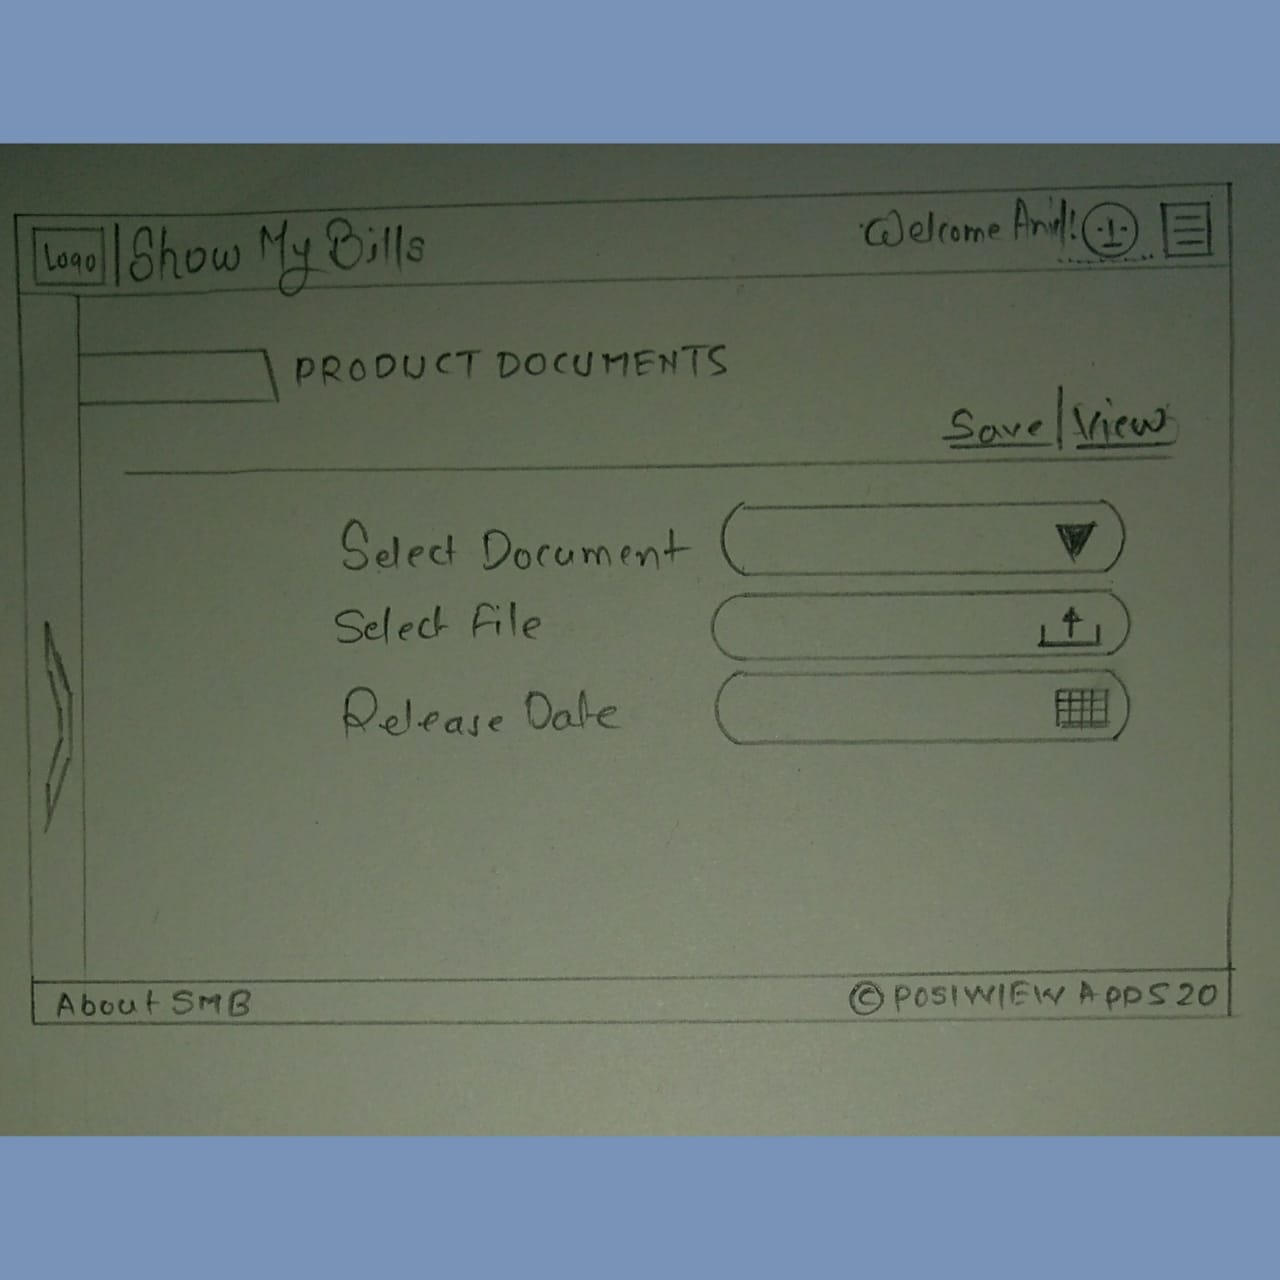 Logo | Show My Bills
Welcome Anil!
PRODUCT DOCUMENTS
Save | View
Select Document
Select File
Release Date
About SMB
© POSIWIEW APPS 20